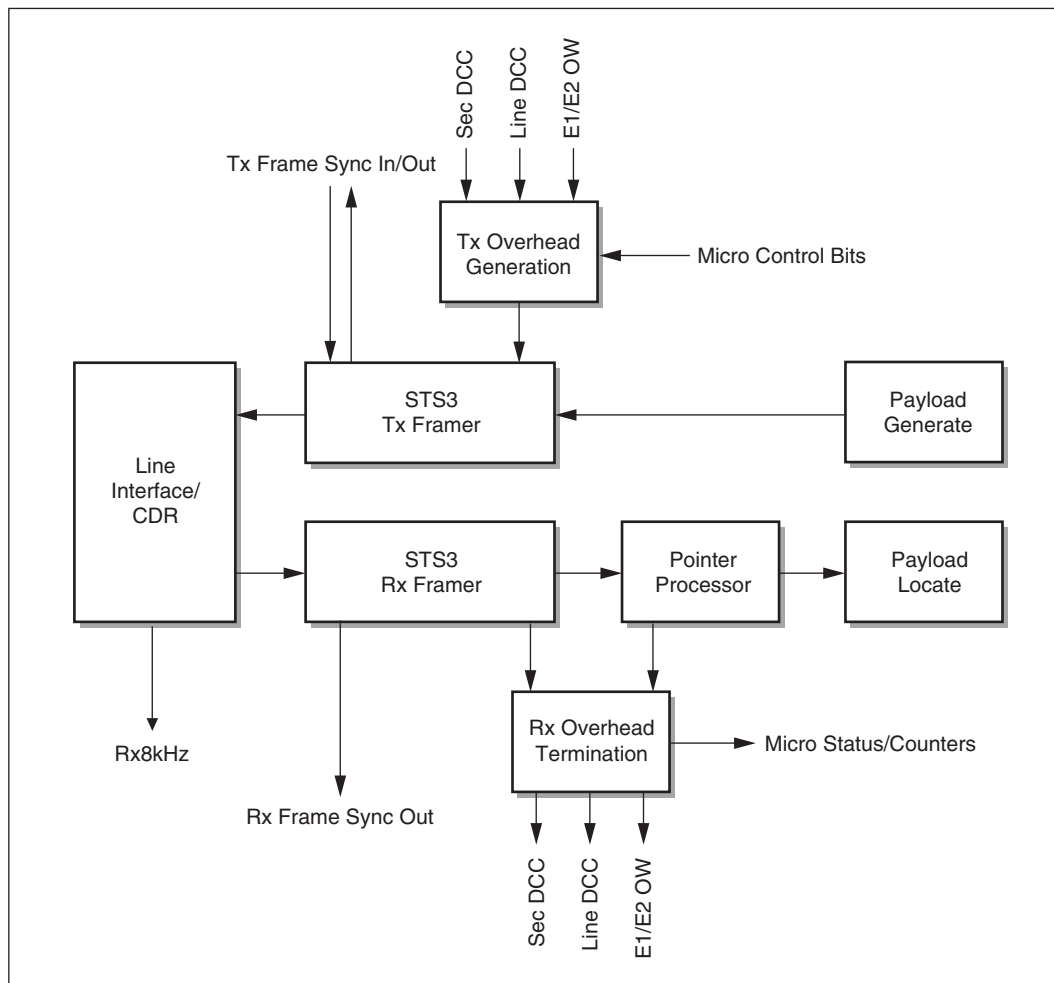 Sec DCC
Line DCC
E1/E2 OW
Tx Frame Sync In/Out
Tx Overhead
Generation
Micro Control Bits
STS3
Tx Framer
Payload
Generate
Line
Interface/
CDR
STS3
Rx Framer
Pointer
Processor
Payload
Locate
Rx Overhead
Termination
Micro Status/Counters
Rx8kHz
Rx Frame Sync Out
Sec DCC
Line DCC
E1/E2 OW